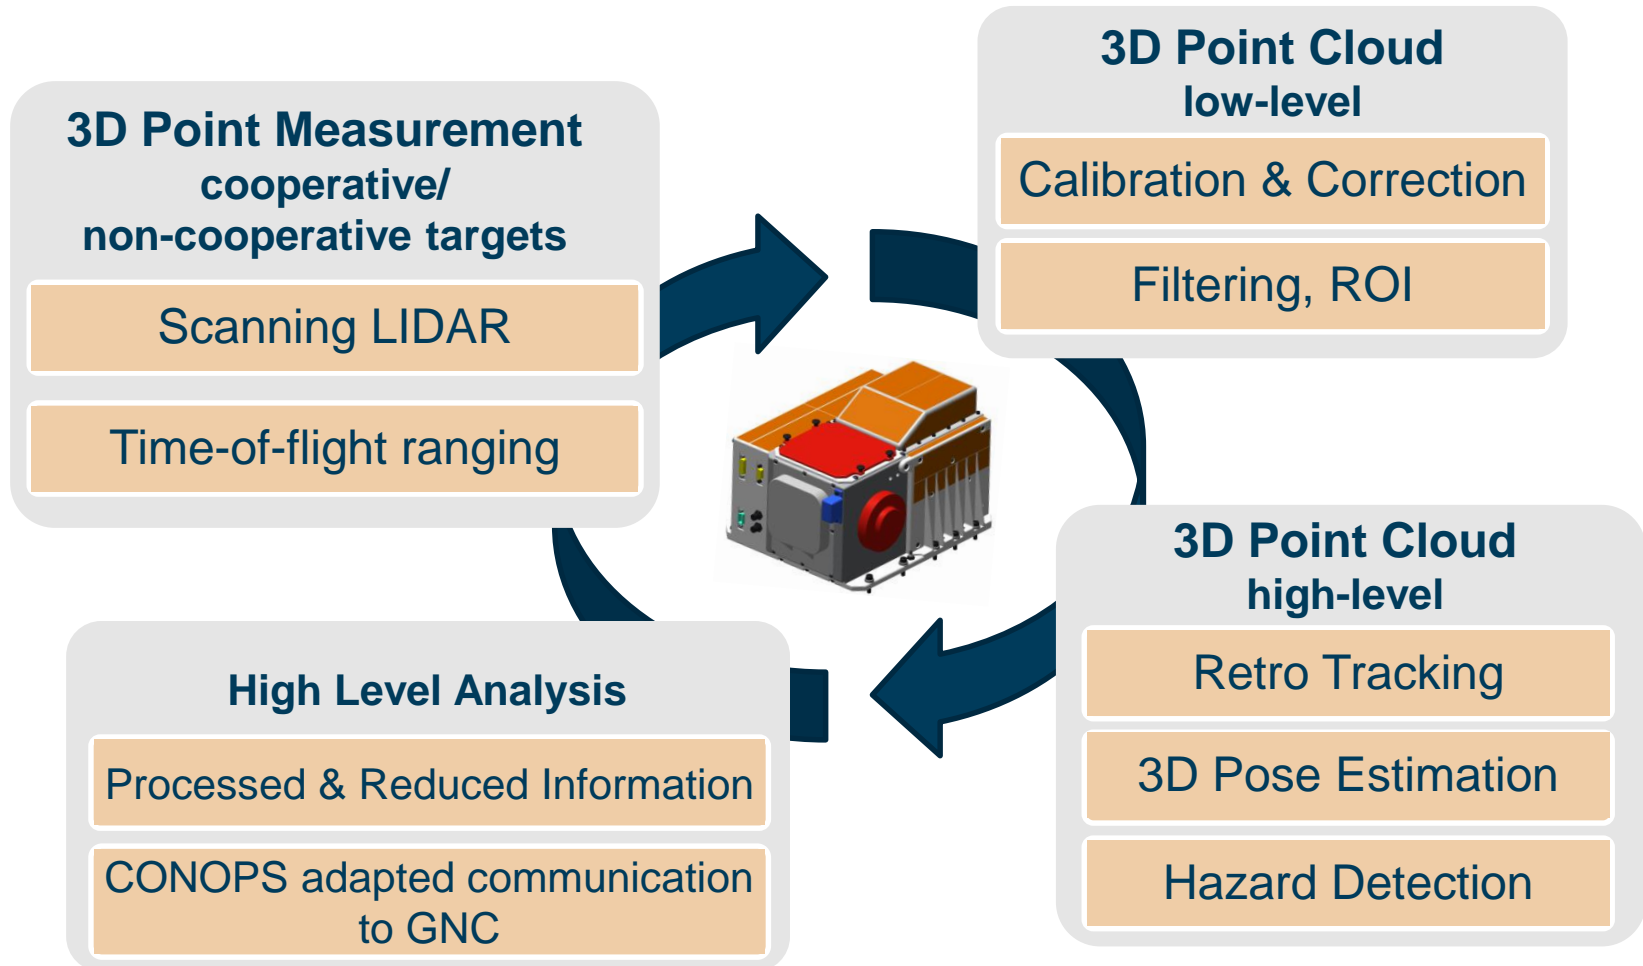 3D Point Measurement
cooperative/
non-cooperative targets
Scanning LIDAR
Time-of-flight ranging
3D Point Cloud
low-level
Calibration & Correction
Filtering, ROI
3D Point Cloud
high-level
Retro Tracking
3D Pose Estimation
Hazard Detection
High Level Analysis
Processed & Reduced Information
CONOPS adapted communication
to GNC